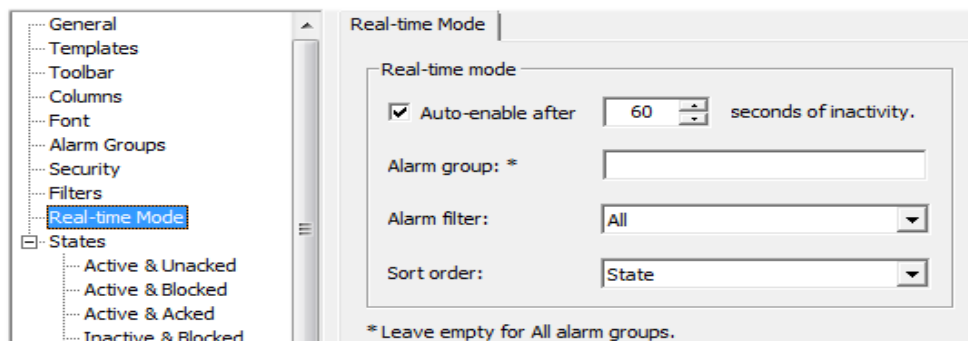 General
Templates
Toolbar
Columns
Font
Alarm Groups
Security
Filters
Real-time Mode
States
Active & Unacked
Active & Blocked
Active & Acked
Inactive & Blocked
Real-time Mode
Real-time mode
Auto-enable after 60 seconds of inactivity.
Alarm group: *
Alarm filter: All
Sort order: State
* Leave empty for All alarm groups.